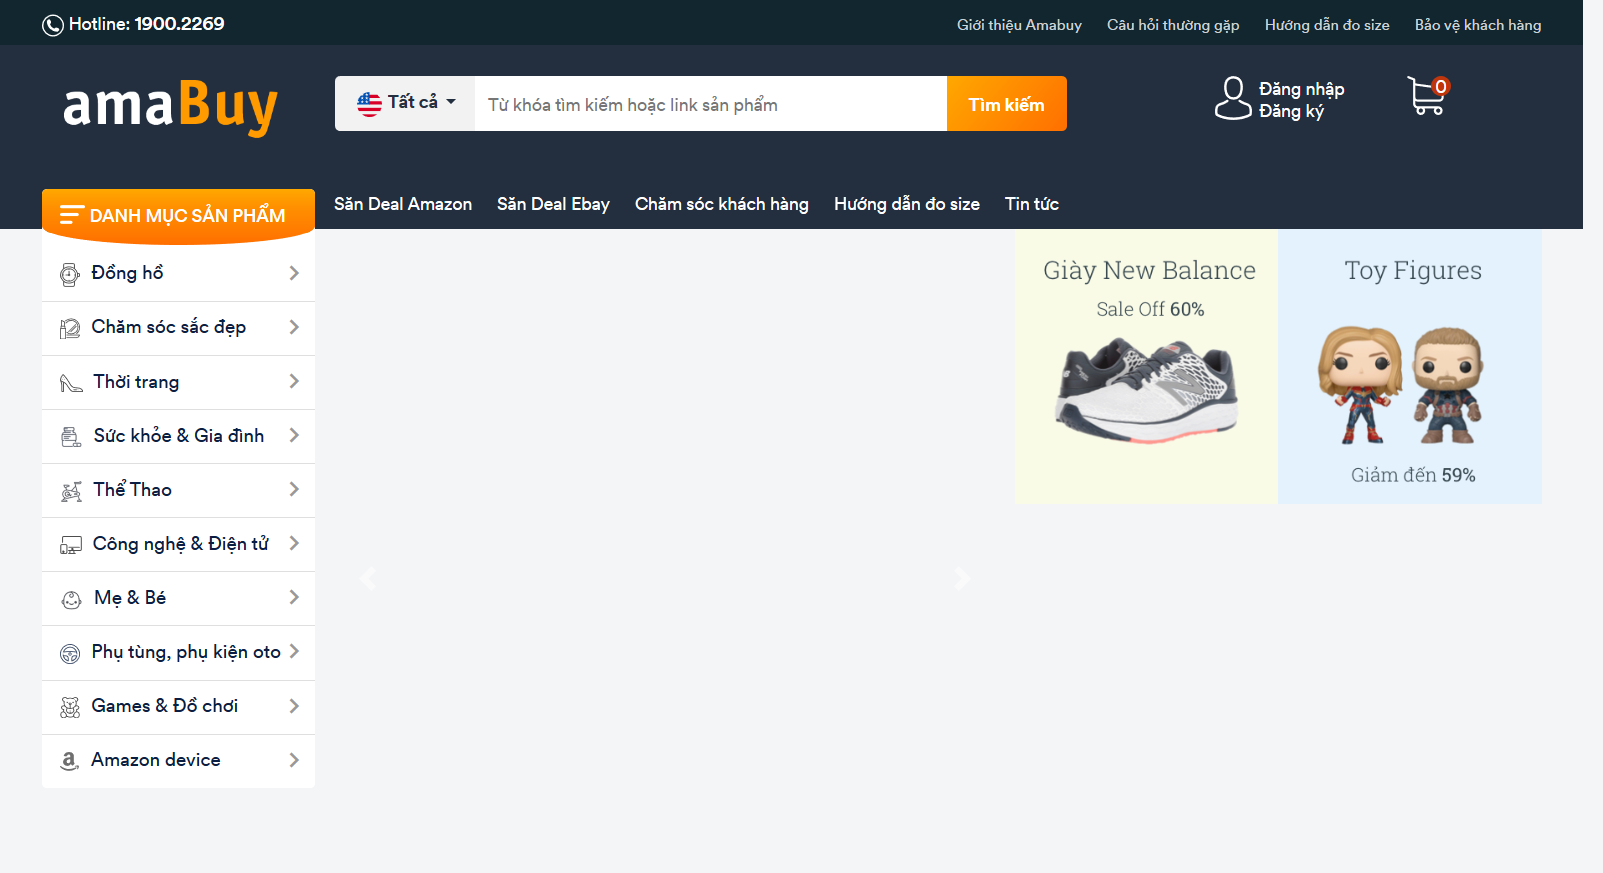 Hotline: 1900.2269
Giới thiệu Amabuy
Câu hỏi thường gặp
Hướng dẫn đo size
Bảo vệ khách hàng
amaBuy
Tất cả
Từ khóa tìm kiếm hoặc link sản phẩm
Tìm kiếm
Đăng nhập
Đăng ký
0
DANH MỤC SẢN PHẨM
Săn Deal Amazon
Săn Deal Ebay
Chăm sóc khách hàng
Hướng dẫn đo size
Tin tức
Đồng hồ
Chăm sóc sắc đẹp
Thời trang
Sức khỏe & Gia đình
Thể Thao
Công nghệ & Điện tử
Mẹ & Bé
Phụ tùng, phụ kiện oto
Games & Đồ chơi
Amazon device
Giày New Balance
Sale Off 60%
Toy Figures
Giảm đến 59%